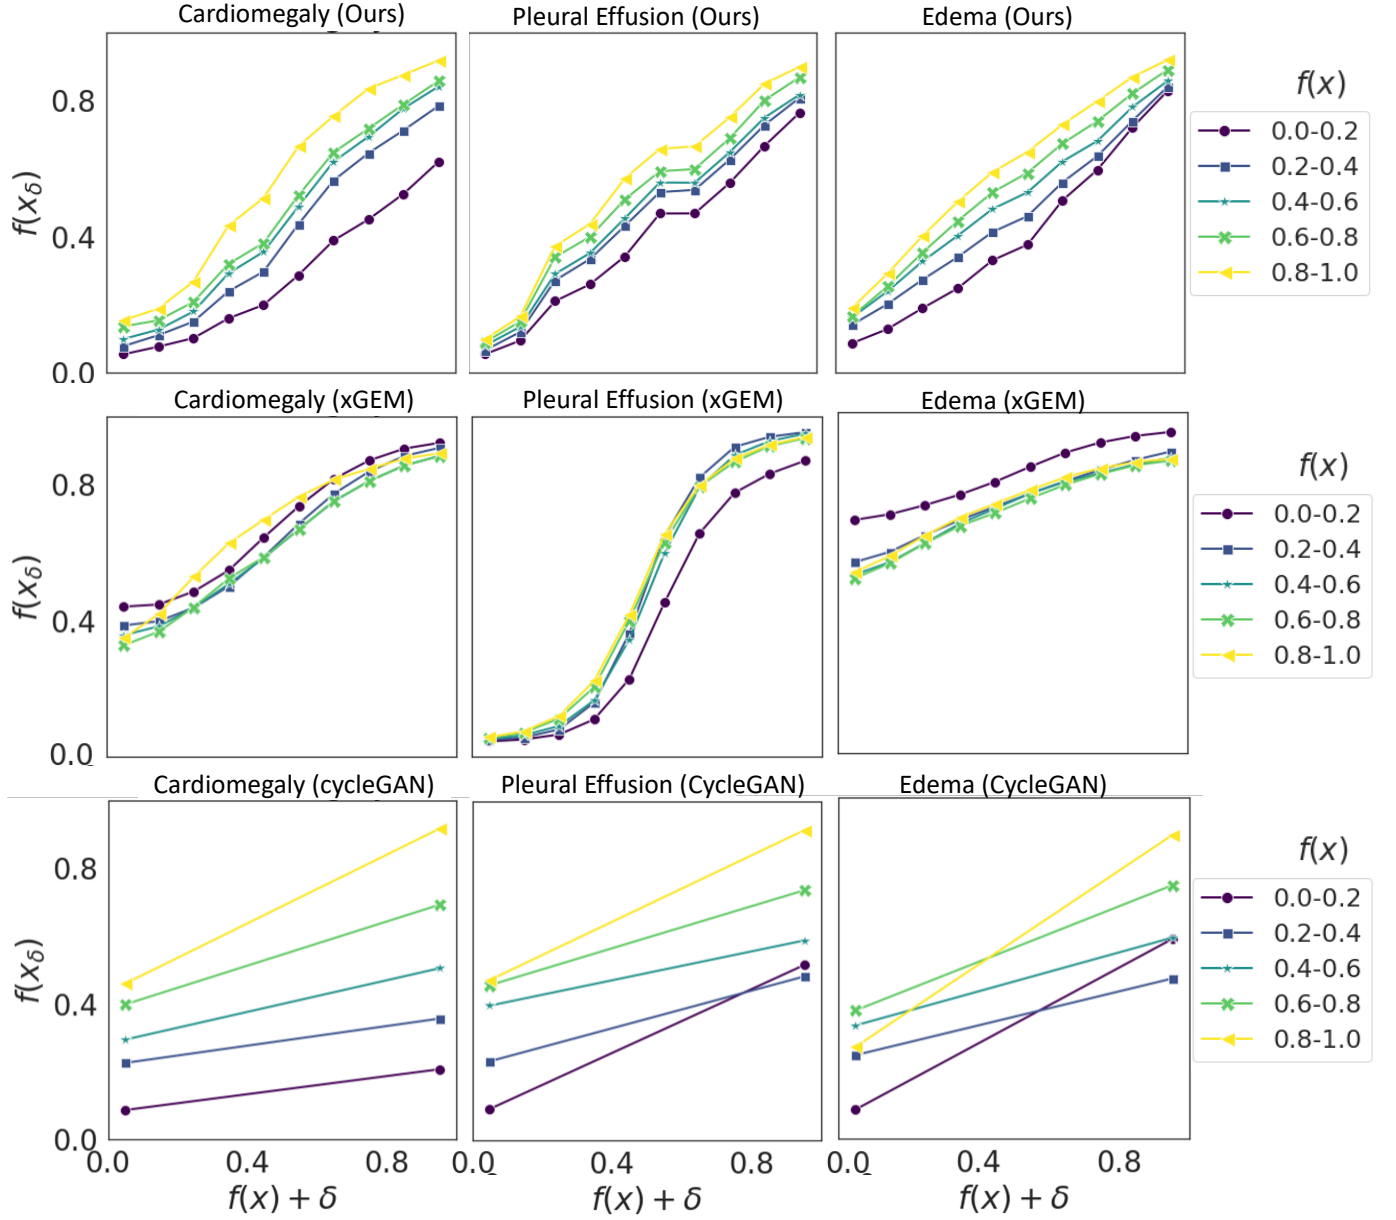 Cardiomegaly (Ours)
Pleural Effusion (Ours)
Edema (Ours)
f(x_δ)
0.8
0.4
0.0
f(x)
0.0-0.2
0.2-0.4
0.4-0.6
0.6-0.8
0.8-1.0
Cardiomegaly (xGEM)
Pleural Effusion (xGEM)
Edema (xGEM)
f(x_δ)
0.8
0.4
0.0
f(x)
0.0-0.2
0.2-0.4
0.4-0.6
0.6-0.8
0.8-1.0
Cardiomegaly (cycleGAN)
Pleural Effusion (CycleGAN)
Edema (CycleGAN)
f(x_δ)
0.8
0.4
0.0
f(x)
0.0-0.2
0.2-0.4
0.4-0.6
0.6-0.8
0.8-1.0
0.0 0.4 0.8
0.0 0.4 0.8
0.0 0.4 0.8
f(x) + δ
f(x) + δ
f(x) + δ